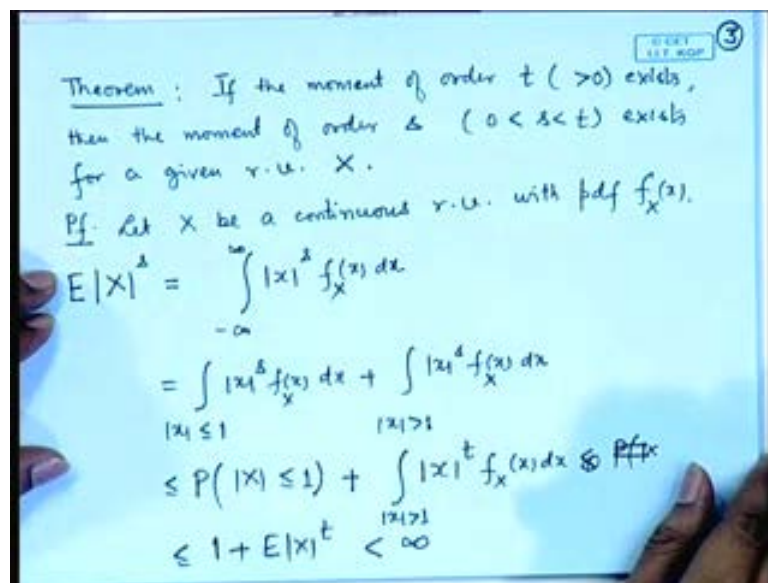 © CET
I.I.T. KGP
3
Theorem : If the moment of order t ( >0) exists,
then the moment of order s ( 0 < s < t) exists
for a given r.v. X .
Pf. Let X be a continuous r.v. with pdf f_X(x).
E|X|^s = ∫_{-∞}^{∞} |x|^s f_X(x) dx
= ∫_{|x| ≤ 1} |x|^s f_X(x) dx + ∫_{|x|>1} |x|^s f_X(x) dx
≤ P( |X| ≤ 1) + ∫_{|x|>1} |x|^t f_X(x) dx
≤ 1 + E|X|^t < ∞